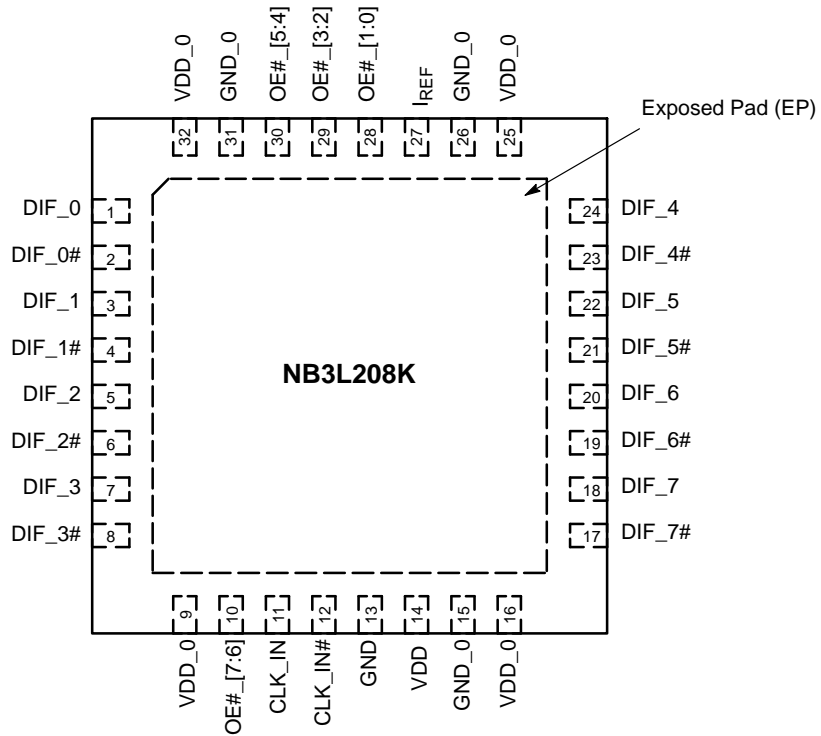 VDD_0
GND_0
OE#_[5:4]
OE#_[3:2]
OE#_[1:0]
IREF
GND_0
VDD_0
Exposed Pad (EP)
32
31
30
29
28
27
26
25
DIF_0 1
DIF_0# 2
DIF_1 3
DIF_1# 4
DIF_2 5
DIF_2# 6
DIF_3 7
DIF_3# 8
NB3L208K
24 DIF_4
23 DIF_4#
22 DIF_5
21 DIF_5#
20 DIF_6
19 DIF_6#
18 DIF_7
17 DIF_7#
9
10
11
12
13
14
15
16
VDD_0
OE#_[7:6]
CLK_IN
CLK_IN#
GND
VDD
GND_0
VDD_0